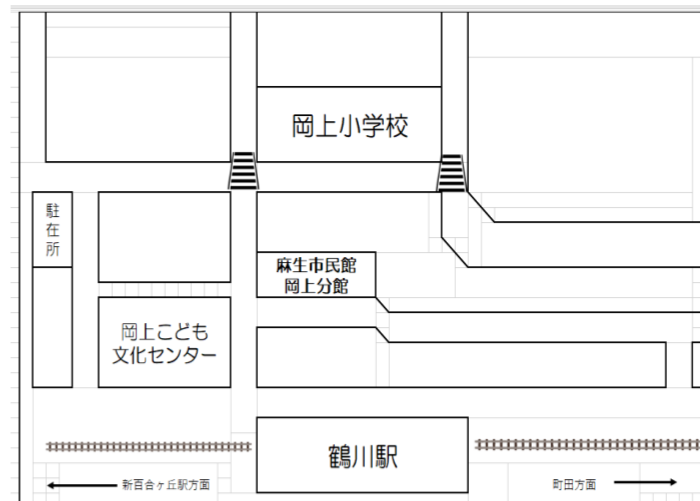 岡上小学校
駐在所
麻生市民館
岡上分館
岡上こども
文化センター
鶴川駅
新百合ヶ丘駅方面
町田方面